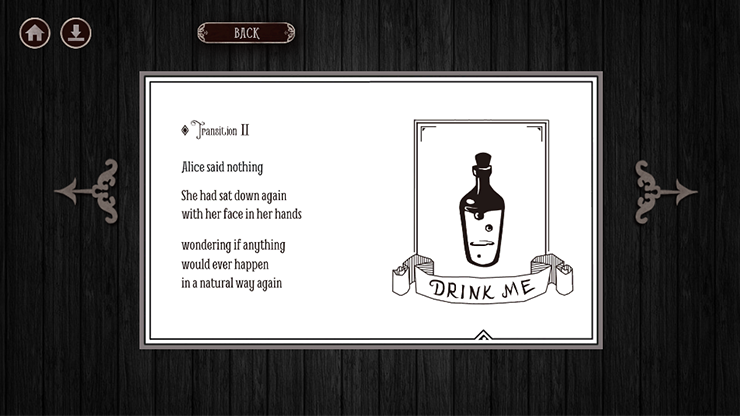 BACK
Transition II
Alice said nothing
She had sat down again
with her face in her hands
wondering if anything
would ever happen
in a natural way again
DRINK ME